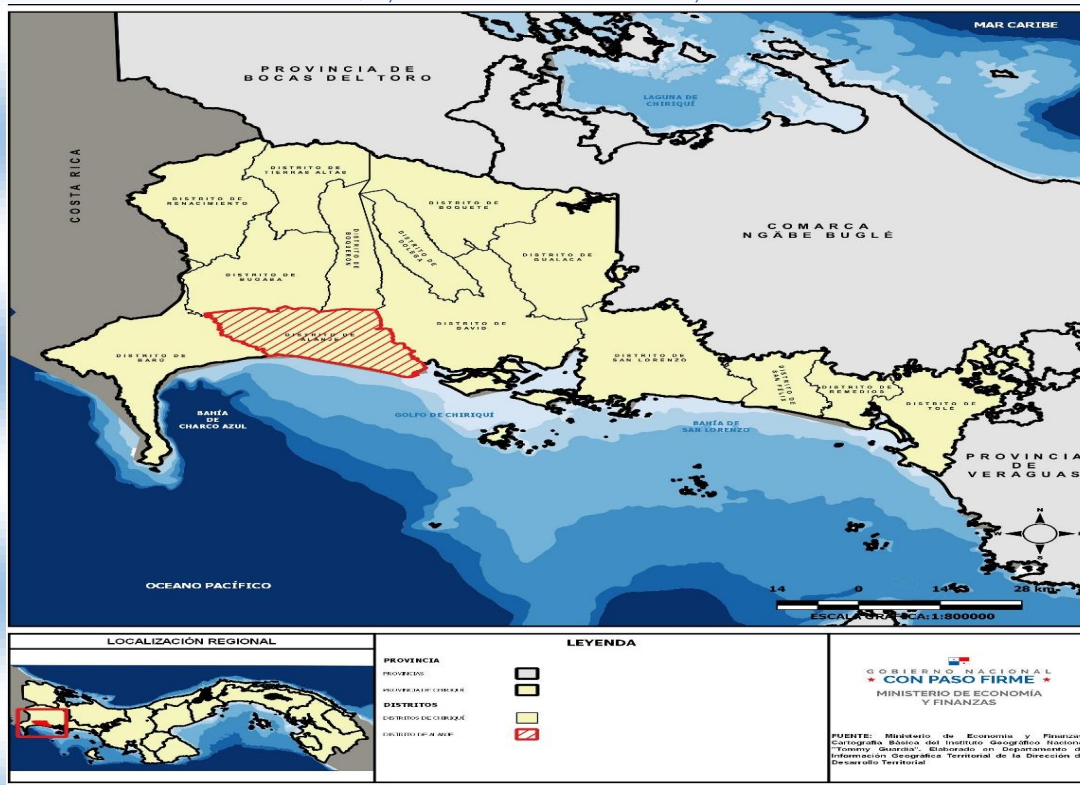 MAR CARIBE
PROVINCIA DE
BOCAS DEL TORO
LAGUNA DE
CHIRIQUÍ
COSTA RICA
DISTRITO DE
TIERRAS ALTAS
DISTRITO DE
RENACIMIENTO
DISTRITO DE
BOQUETE
COMARCA
NGÄBE BUGLÉ
DISTRITO DE
BOQUERÓN
DISTRITO DE
DOLEGA
DISTRITO DE
GUALACA
DISTRITO DE
BUGABA
DISTRITO DE
DAVID
DISTRITO DE
ALANJE
DISTRITO DE
BARÚ
DISTRITO DE
SAN LORENZO
DISTRITO DE
SAN FÉLIX
DISTRITO DE
REMEDIOS
DISTRITO DE
TOLÉ
BAHÍA
DE
CHARCO AZUL
GOLFO DE CHIRIQUÍ
BAHÍA DE
SAN LORENZO
PROVINCIA
DE
VERAGUAS
N
W
S
OCEANO PACÍFICO
14 0 14 28 km
ESCALA GRÁFICA:1:800000
LOCALIZACIÓN REGIONAL
LEYENDA
PROVINCIA
PROVINCIAS
PROVINCIA DE CHIRIQUÍ
DISTRITOS
DISTRITOS DE CHIRIQUÍ
DISTRITO DE ALANJE
GOBIERNO NACIONAL
★ CON PASO FIRME ★
MINISTERIO DE ECONOMÍA
Y FINANZAS
FUENTE: Ministerio de Economía y Finanzas
Cartografía Básica del Instituto Geográfico Naciona
"Tommy Guardia". Elaborado en Departamento d
Información Geográfica Territorial de la Dirección d
Desarrollo Territorial